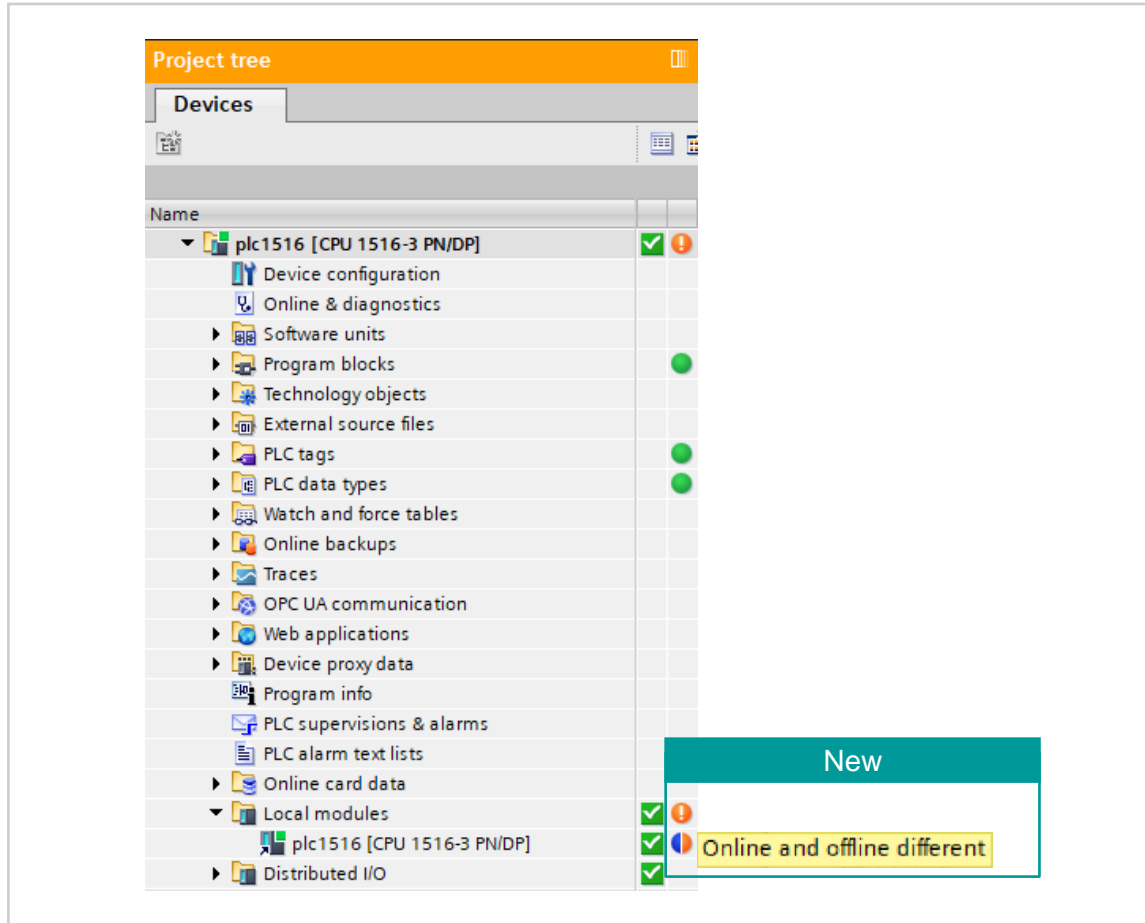 Project tree
Devices
Name
plc1516 [CPU 1516-3 PN/DP]
Device configuration
Online & diagnostics
Software units
Program blocks
Technology objects
External source files
PLC tags
PLC data types
Watch and force tables
Online backups
Traces
OPC UA communication
Web applications
Device proxy data
Program info
PLC supervisions & alarms
PLC alarm text lists
New
Online card data
Local modules
plc1516 [CPU 1516-3 PN/DP]
Online and offline different
Distributed I/O